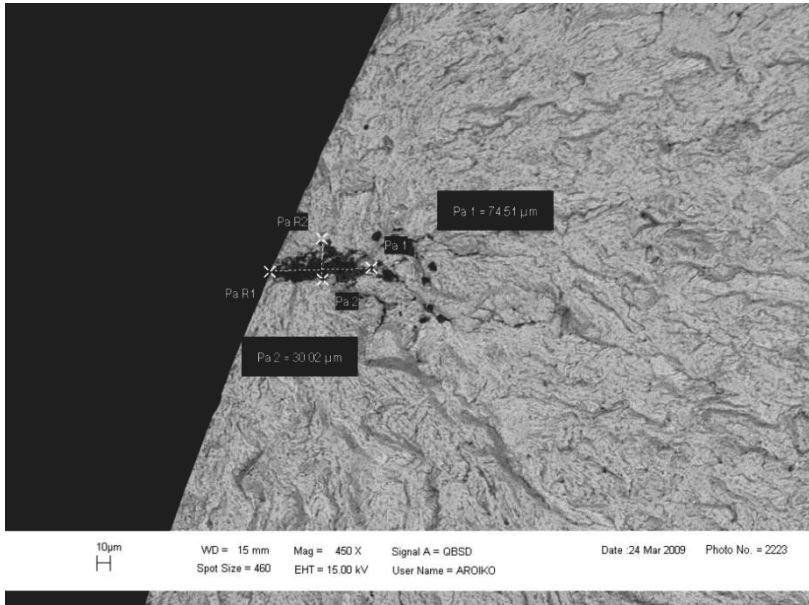 Pa 1 = 74.51 µm
Pa R2
Pa 1
Pa R1
Pa 2
Pa 2 = 30.02 µm
10µm
WD = 15 mm Mag = 450 X Signal A = QBSD Date :24 Mar 2009 Photo No. = 2223
Spot Size = 460 EHT = 15.00 kV User Name = AROIKO